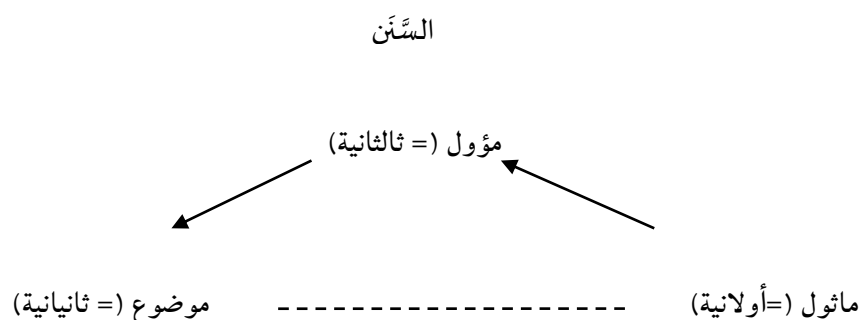 السَّنَن
مؤول (= ثالثانية)
ماثول (=أولانية)
موضوع (= ثانيانية)